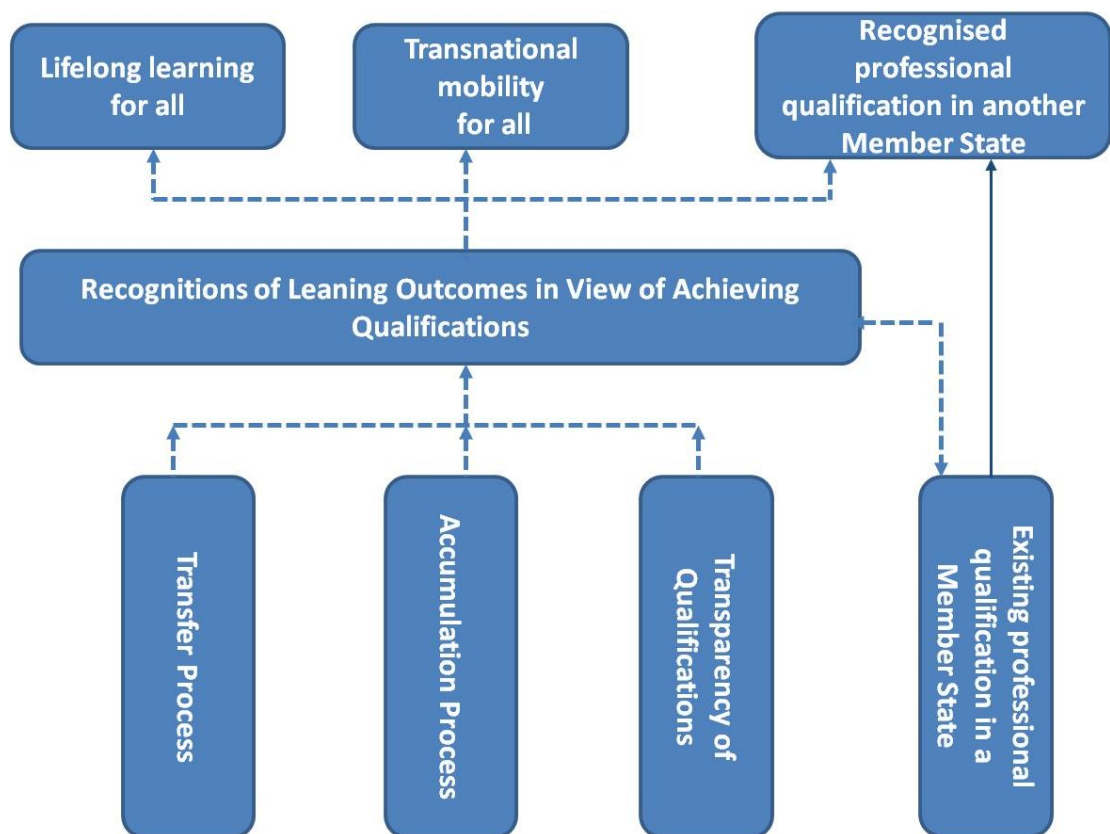 Lifelong learning
for all
Transnational
mobility
for all
Recognised
professional
qualification in another
Member State
Recognitions of Leaning Outcomes in View of Achieving
Qualifications
Transfer Process
Accumulation Process
Transparency of
Qualifications
Existing professional
qualification in a
Member State